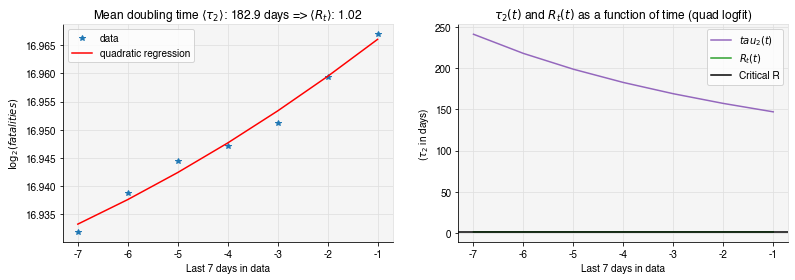 Mean doubling time ⟨τ₂⟩: 182.9 days => ⟨Rₜ⟩: 1.02
data
quadratic regression
log₂(fatalities)
16.965
16.960
16.955
16.950
16.945
16.940
16.935
-7 -6 -5 -4 -3 -2 -1
Last 7 days in data
τ₂(t) and Rₜ(t) as a function of time (quad logfit)
tau₂(t)
Rₜ(t)
Critical R
(τ₂ in days)
250
200
150
100
50
0
-7 -6 -5 -4 -3 -2 -1
Last 7 days in data